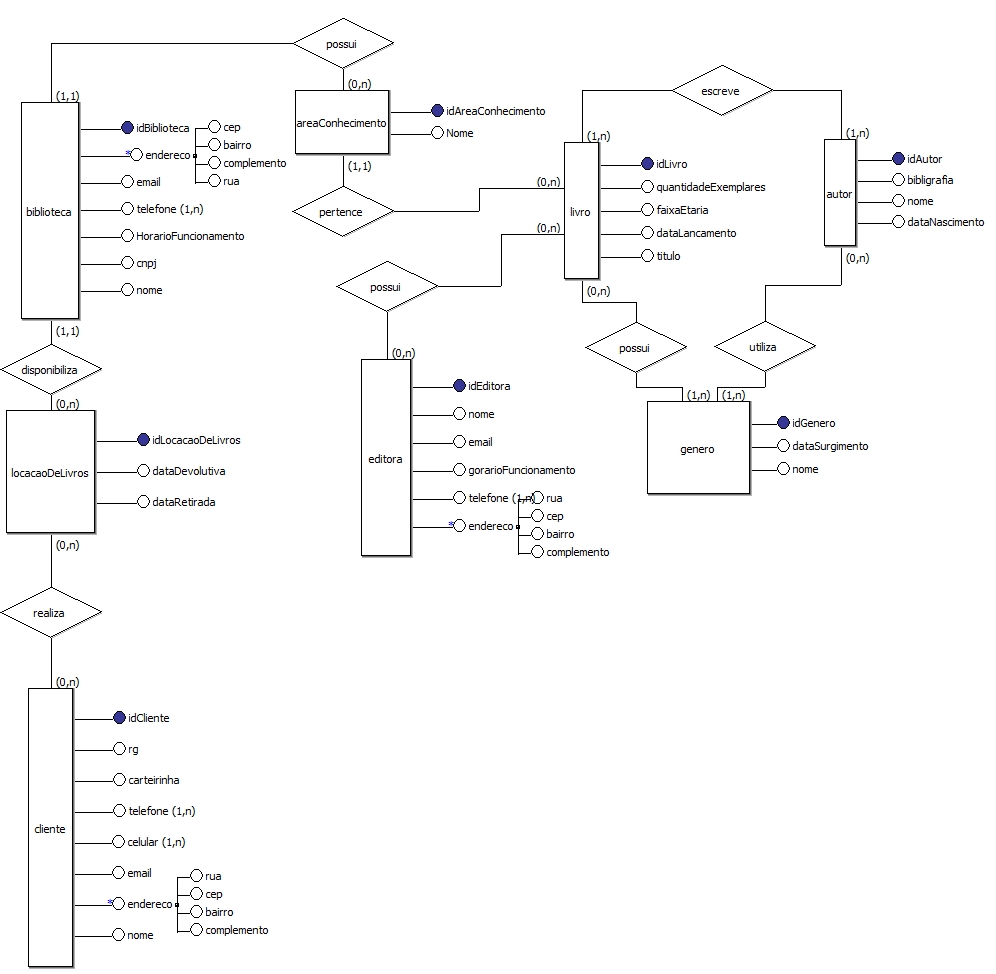 possui
(1,1)
(0,n)
biblioteca
idBiblioteca
* endereco
cep
bairro
complemento
rua
email
telefone (1,n)
HorarioFuncionamento
cnpj
nome
areaConhecimento
idAreaConhecimento
Nome
(1,1)
pertence
(0,n)
escreve
(1,n)
(1,n)
livro
idLivro
quantidadeExemplares
faixaEtaria
dataLancamento
titulo
autor
idAutor
bibligrafia
nome
dataNascimento
(0,n)
possui
(0,n)
(0,n)
possui
(0,n)
utiliza
(1,n)
(1,n)
genero
idGenero
dataSurgimento
nome
editora
idEditora
nome
email
gorarioFuncionamento
telefone (1,n)
* endereco
rua
cep
bairro
complemento
(1,1)
disponibiliza
(0,n)
locacaoDeLivros
idLocacaoDeLivros
dataDevolutiva
dataRetirada
(0,n)
realiza
(0,n)
cliente
idCliente
rg
carteirinha
telefone (1,n)
celular (1,n)
email
* endereco
rua
cep
bairro
complemento
nome